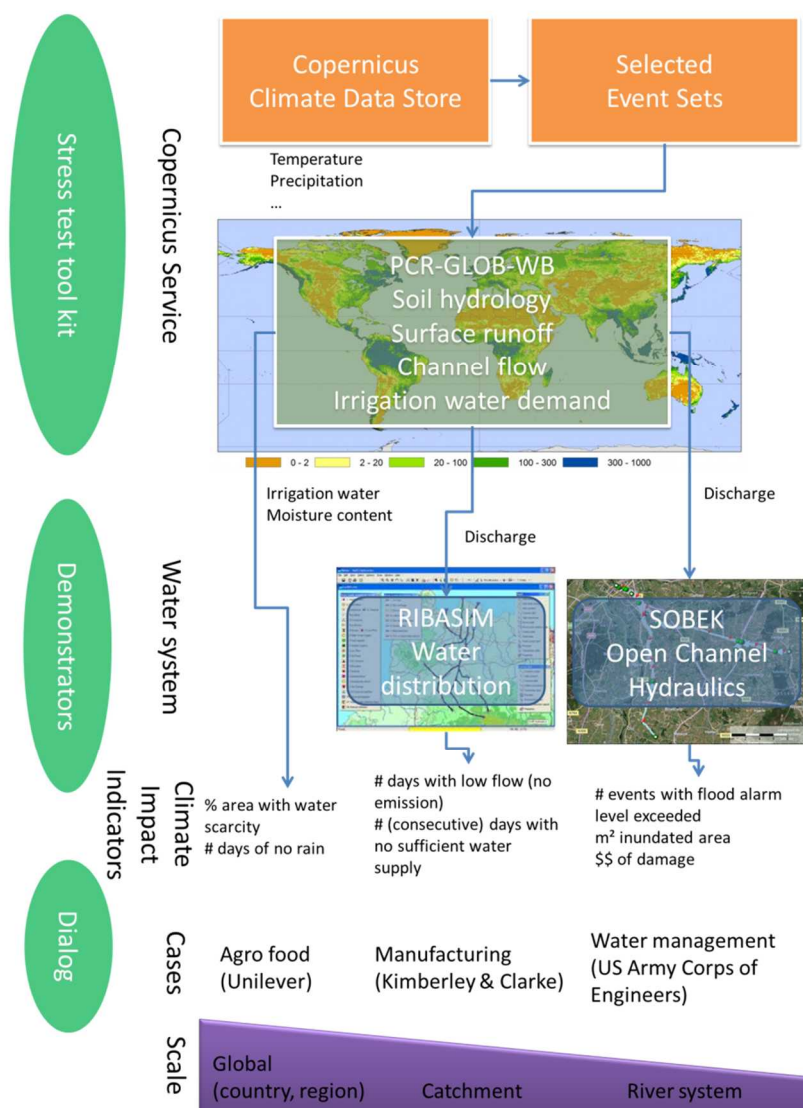 Copernicus
Climate Data Store
Selected
Event Sets
Stress test tool kit
Copernicus Service
Temperature
Precipitation
...
PCR-GLOB-WB
Soil hydrology
Surface runoff
Channel flow
Irrigation water demand
0 - 2
2 - 20
20 - 100
100 - 300
300 - 1000
Irrigation water
Moisture content
Discharge
Discharge
Demonstrators
Water system
RIBASIM
Water
distribution
SOBEK
Open Channel
Hydraulics
Climate
Impact
Indicators
% area with water
scarcity
# days of no rain
# days with low flow (no
emission)
# (consecutive) days with
no sufficient water
supply
# events with flood alarm
level exceeded
m² inundated area
$$ of damage
Dialog
Cases
Agro food
(Unilever)
Manufacturing
(Kimberley & Clarke)
Water management
(US Army Corps of
Engineers)
Scale
Global
(country, region)
Catchment
River system